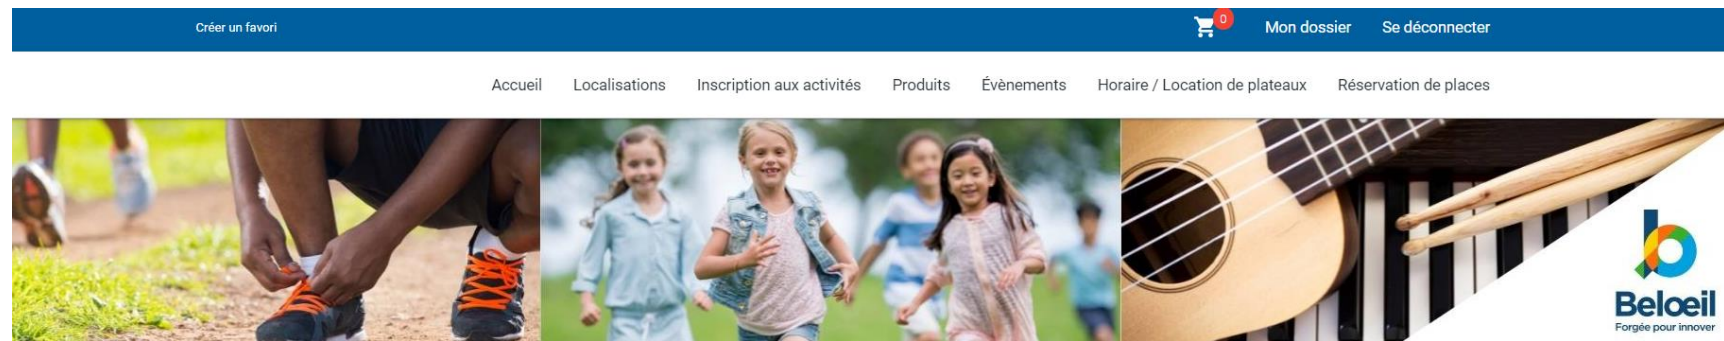 Créer un favori
0
Mon dossier
Se déconnecter
Accueil
Localisations
Inscription aux activités
Produits
Évènements
Horaire / Location de plateaux
Réservation de places
Beloeil
Forgée pour innover